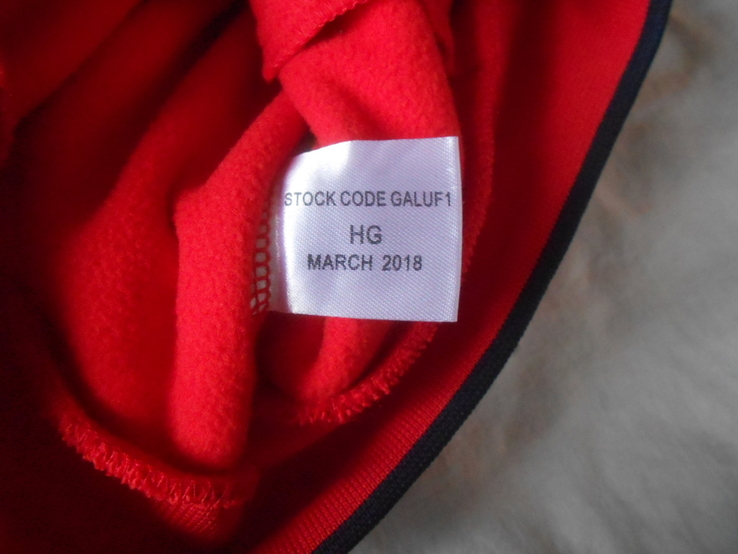 STOCK CODE GALUF1
HG
MARCH 2018